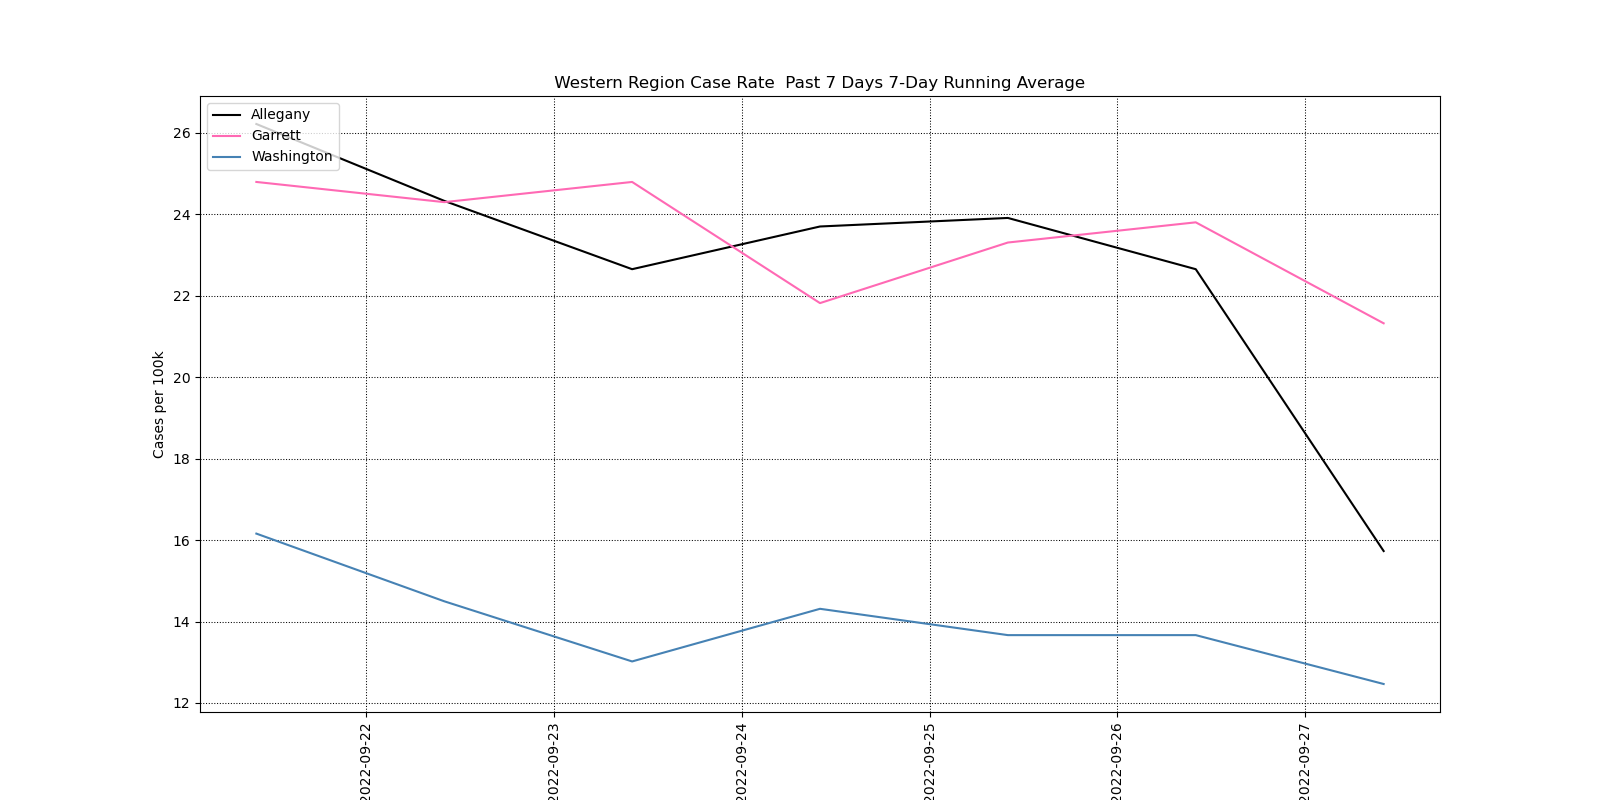 Western Region Case Rate  Past 7 Days 7-Day Running Average
Allegany
Garrett
Washington
Cases per 100k
26
24
22
20
18
16
14
12
2022-09-22
2022-09-23
2022-09-24
2022-09-25
2022-09-26
2022-09-27